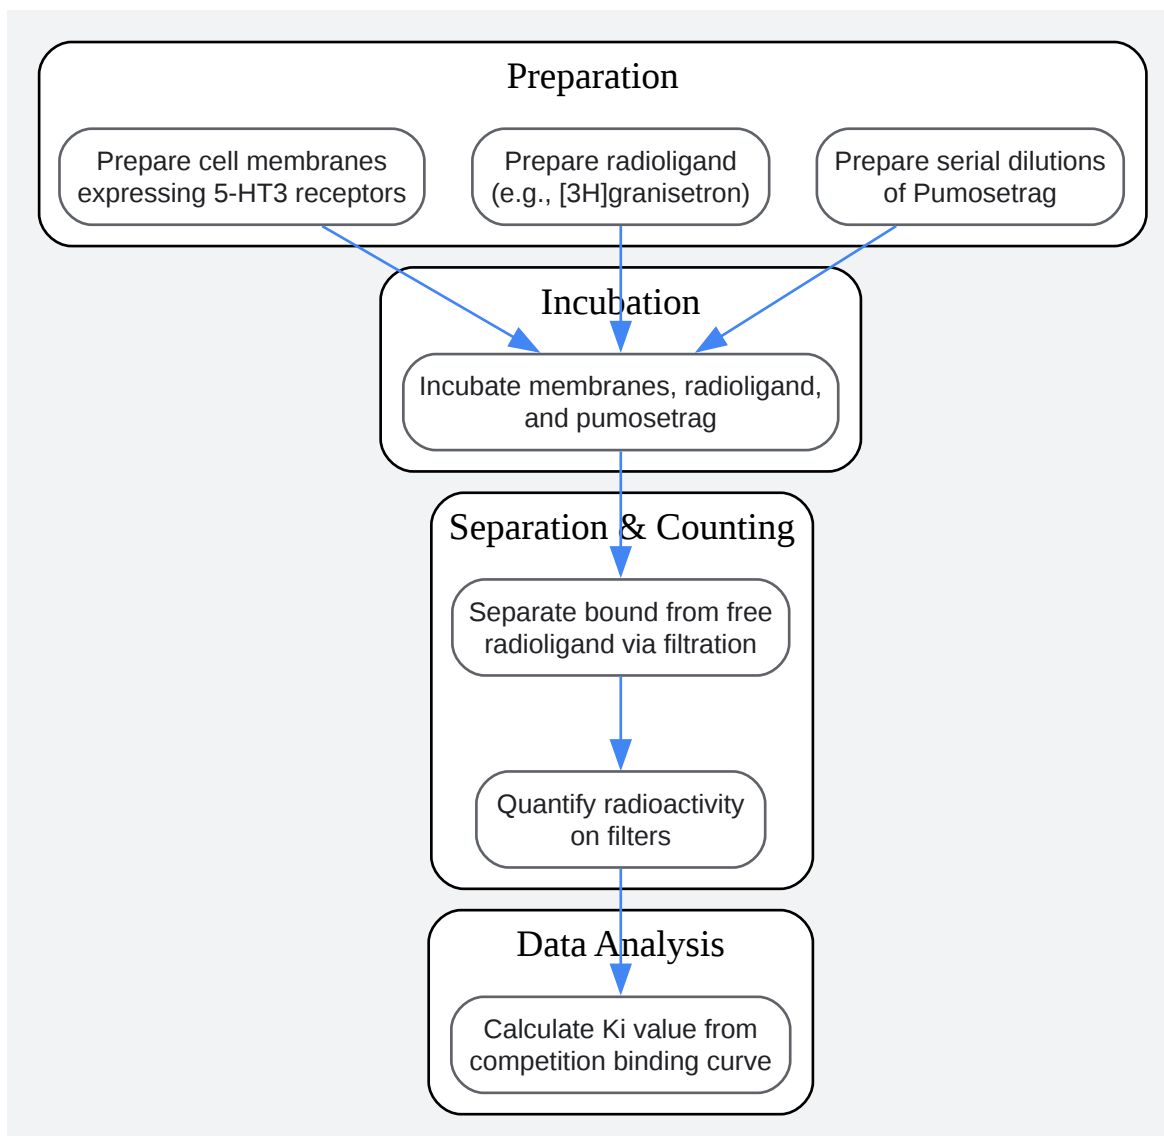 Preparation
Prepare cell membranes
expressing 5-HT3 receptors
Prepare radioligand
(e.g., [3H]granisetron)
Prepare serial dilutions
of Pumosetrag
Incubation
Incubate membranes, radioligand,
and pumosetrag
Separation & Counting
Separate bound from free
radioligand via filtration
Quantify radioactivity
on filters
Data Analysis
Calculate Ki value from
competition binding curve